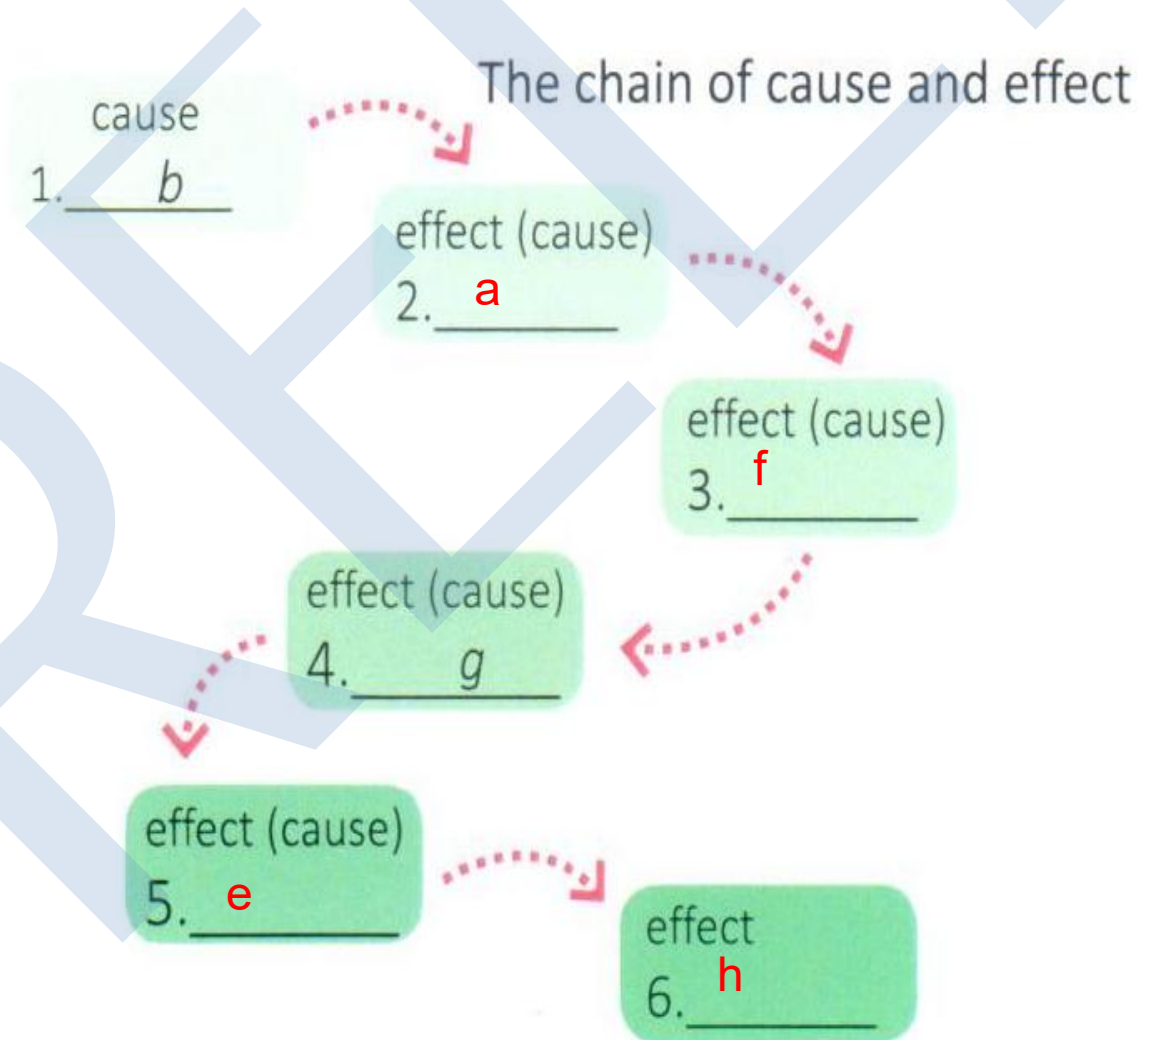 The chain of cause and effect
cause
1. b
effect (cause)
2. a
effect (cause)
3. f
effect (cause)
4. g
effect (cause)
5. e
effect
6. h